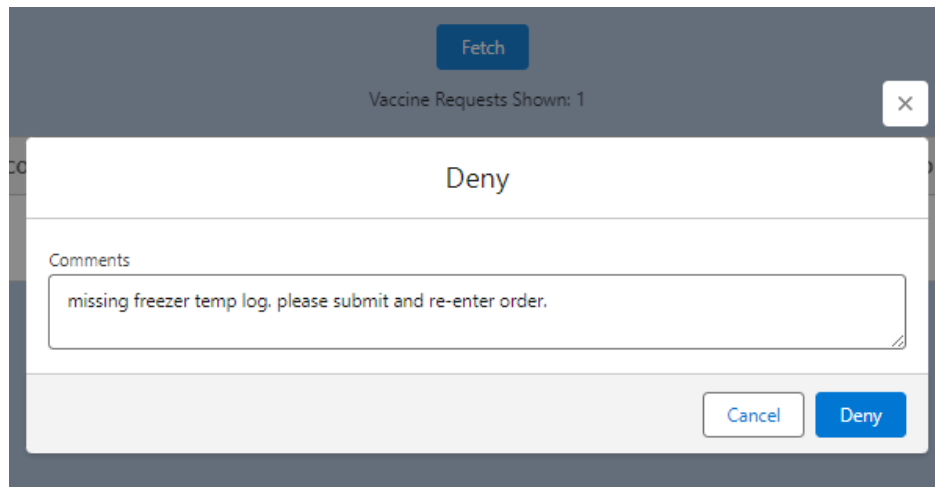 Fetch
Vaccine Requests Shown: 1
Deny
Comments
missing freezer temp log. please submit and re-enter order.
Cancel
Deny